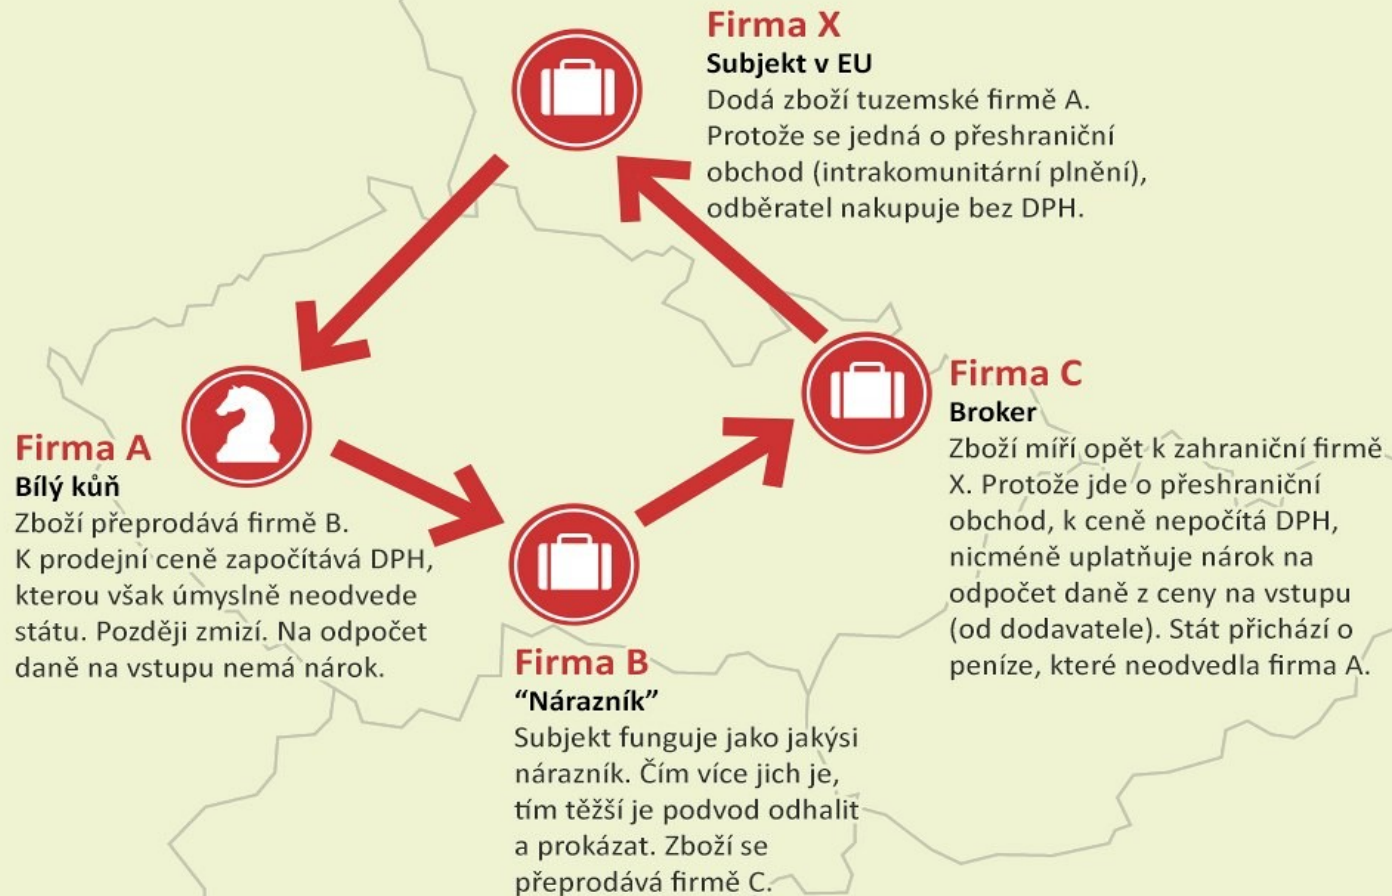 Firma X
Subjekt v EU
Dodá zboží tuzemské firmě A.
Protože se jedná o přeshraniční
obchod (intrakomunitární plnění),
odběratel nakupuje bez DPH.
Firma C
Broker
Zboží míří opět k zahraniční firmě
X. Protože jde o přeshraniční
obchod, k ceně nepočítá DPH,
nicméně uplatňuje nárok na
odpočet daně z ceny na vstupu
(od dodavatele). Stát přichází o
peníze, které neodvedla firma A.
Firma A
Bílý kůň
Zboží přeprodává firmě B.
K prodejní ceně započítává DPH,
kterou však úmyslně neodvede
státu. Později zmizí. Na odpočet
daně na vstupu nemá nárok.
Firma B
“Nárazník”
Subjekt funguje jako jakýsi
nárazník. Čím více jich je,
tím těžší je podvod odhalit
a prokázat. Zboží se
přeprodává firmě C.